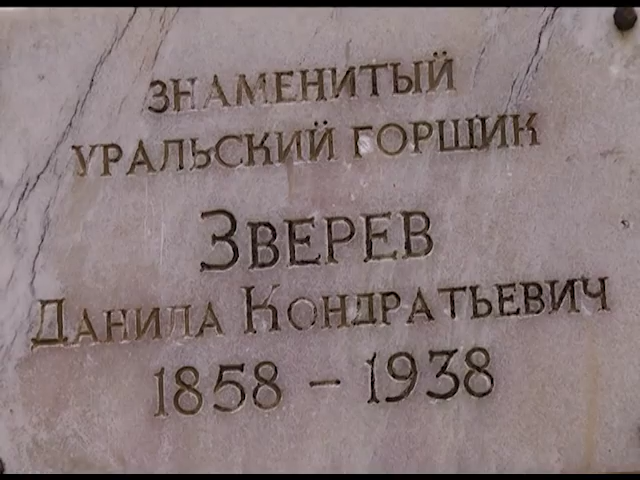 ЗНАМЕНИТЫЙ
УРАЛЬСКИЙ ГОРЩИК
ЗВЕРЕВ
ДАНИЛА КОНДРАТЬЕВИЧ
1858 – 1938